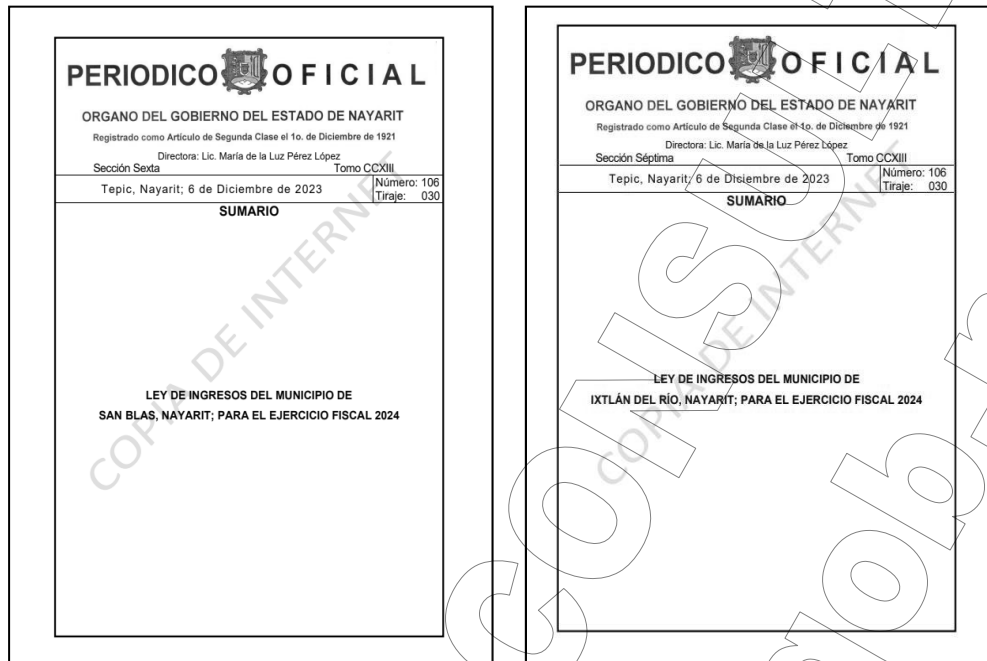 PERIODICO OFICIAL
ORGANO DEL GOBIERNO DEL ESTADO DE NAYARIT
Registrado como Artículo de Segunda Clase el 1o. de Diciembre de 1921
Directora: Lic. María de la Luz Pérez López
Sección Sexta Tomo CCXIII
Tepic, Nayarit; 6 de Diciembre de 2023
Número: 106
Tiraje: 030
SUMARIO
LEY DE INGRESOS DEL MUNICIPIO DE
SAN BLAS, NAYARIT; PARA EL EJERCICIO FISCAL 2024
COPIA DE INTERNET
PERIODICO OFICIAL
ORGANO DEL GOBIERNO DEL ESTADO DE NAYARIT
Registrado como Artículo de Segunda Clase el 1o. de Diciembre de 1921
Directora: Lic. María de la Luz Pérez López
Sección Séptima Tomo CCXIII
Tepic, Nayarit; 6 de Diciembre de 2023
Número: 106
Tiraje: 030
SUMARIO
LEY DE INGRESOS DEL MUNICIPIO DE
IXTLÁN DEL RÍO, NAYARIT; PARA EL EJERCICIO FISCAL 2024
COPIA DE INTERNET